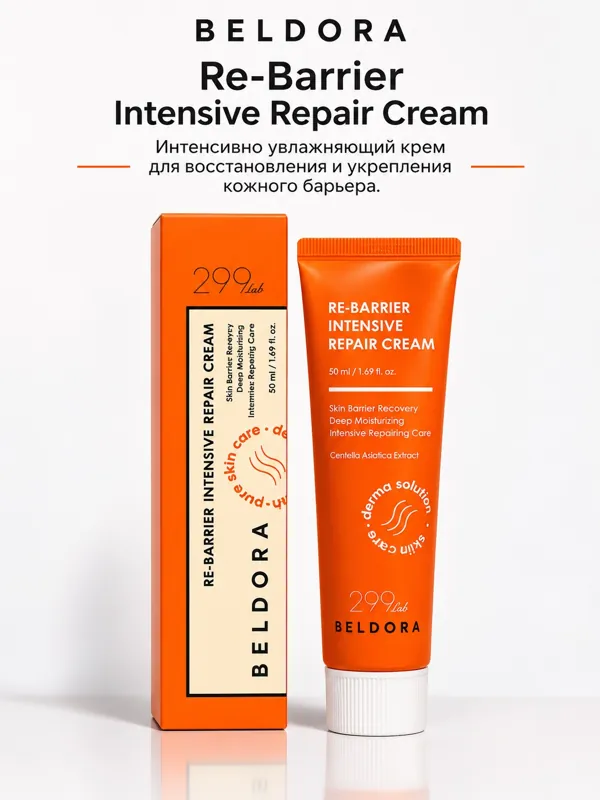 BELDORA
Re-Barrier
Intensive Repair Cream
Интенсивно увлажняющий крем
для восстановления и укрепления
кожного барьера.
299 Lab
RE-BARRIER INTENSIVE REPAIR CREAM
Deep Moisturizing
50 ml / 1.69 fl. oz.
pure skin care · de
BELDORA
RE-BARRIER
INTENSIVE
REPAIR CREAM
50 ml / 1.69 fl. oz.
Skin Barrier Recovery
Deep Moisturizing
Intensive Repairing Care
Centella Asiatica Extract
derma solution · skin care ·
299 Lab
BELDORA